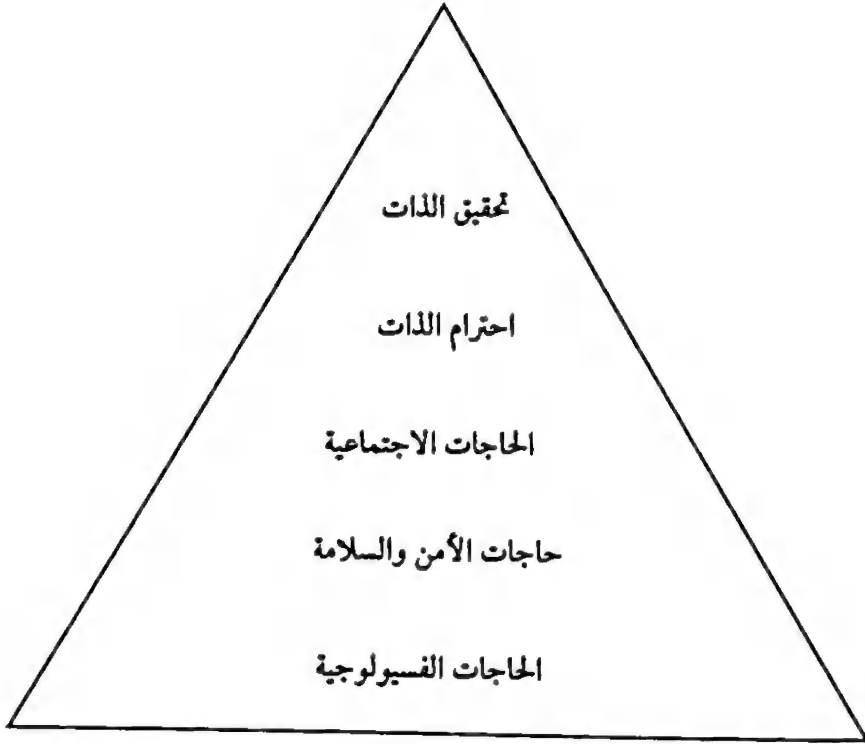 تحقيق الذات
احترام الذات
الحاجات الاجتماعية
حاجات الأمن والسلامة
الحاجات الفسيولوجية